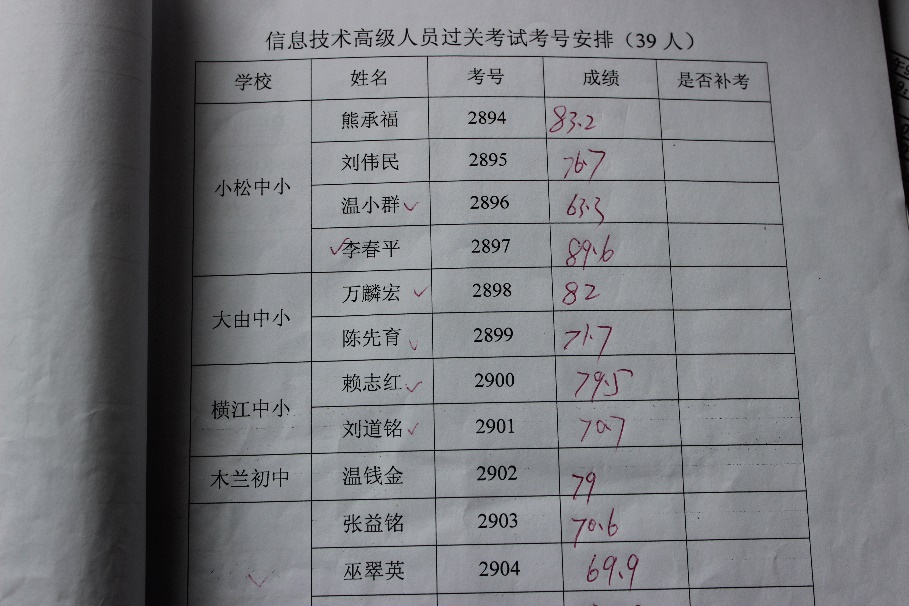 信息技术高级人员过关考试考号安排（39人）
学校 姓名 考号 成绩 是否补考
小松中小 熊承福 2894 83.2
刘伟民 2895 76.7
温小群 2896 63.3
李春平 2897 89.6
大由中小 万麟宏 2898 82
陈先育 2899 71.7
横江中小 赖志红 2900 79.5
刘道铭 2901 70.7
木兰初中 温钱金 2902 79
张益铭 2903 70.6
巫翠英 2904 69.9